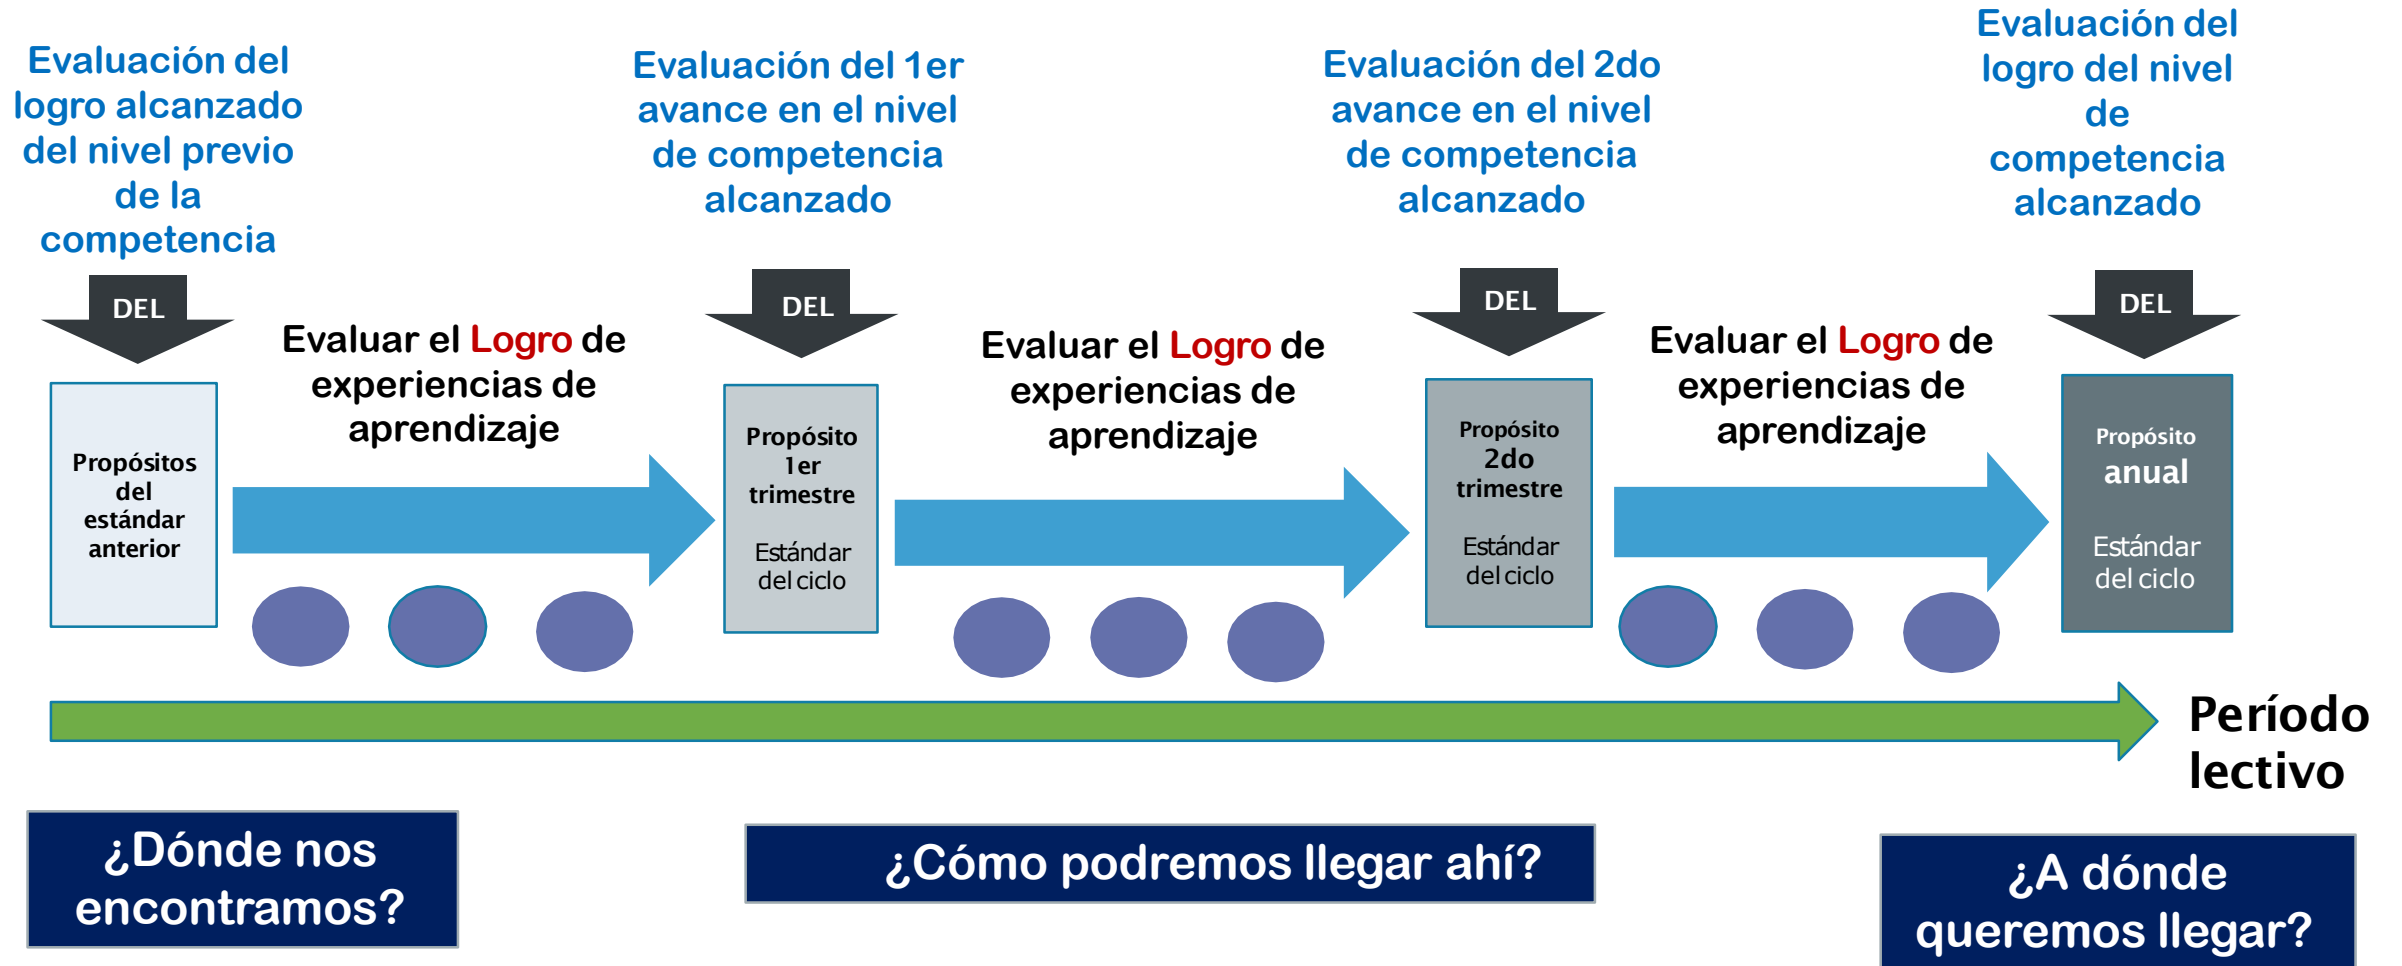 Evaluación del
logro alcanzado
del nivel previo
de la
competencia
Evaluación del 1er
avance en el nivel
de competencia
alcanzado
Evaluación del 2do
avance en el nivel
de competencia
alcanzado
Evaluación del
logro del nivel
de
competencia
alcanzado
DEL
DEL
DEL
DEL
Evaluar el Logro de
experiencias de
aprendizaje
Evaluar el Logro de
experiencias de
aprendizaje
Evaluar el Logro de
experiencias de
aprendizaje
Propósitos
del
estándar
anterior
Propósito
1er
trimestre
Estándar
del ciclo
Propósito
2do
trimestre
Estándar
del ciclo
Propósito
anual
Estándar
del ciclo
Período
lectivo
¿Dónde nos
encontramos?
¿Cómo podremos llegar ahí?
¿A dónde
queremos llegar?